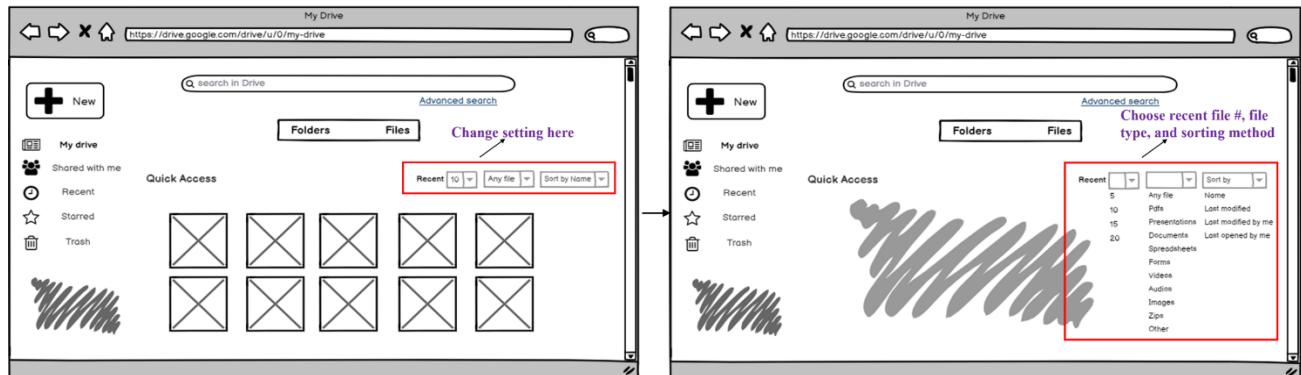 My Drive
https://drive.google.com/drive/u/0/my-drive
search in Drive
New
Advanced search
Folders Files
Change setting here
My drive
Shared with me
Quick Access
Recent 10 Any file Sort by Name
Recent
Starred
Trash
My Drive
https://drive.google.com/drive/u/0/my-drive
search in Drive
New
Advanced search
Choose recent file #, file
type, and sorting method
Folders Files
My drive
Shared with me
Quick Access
Recent Sort by
Recent
Starred
Trash
5 Any file Name
10 Pdfs Last modified
15 Presentations Last modified by me
20 Documents Last opened by me
Spreadsheets
Forms
Videos
Audios
Images
Zips
Other